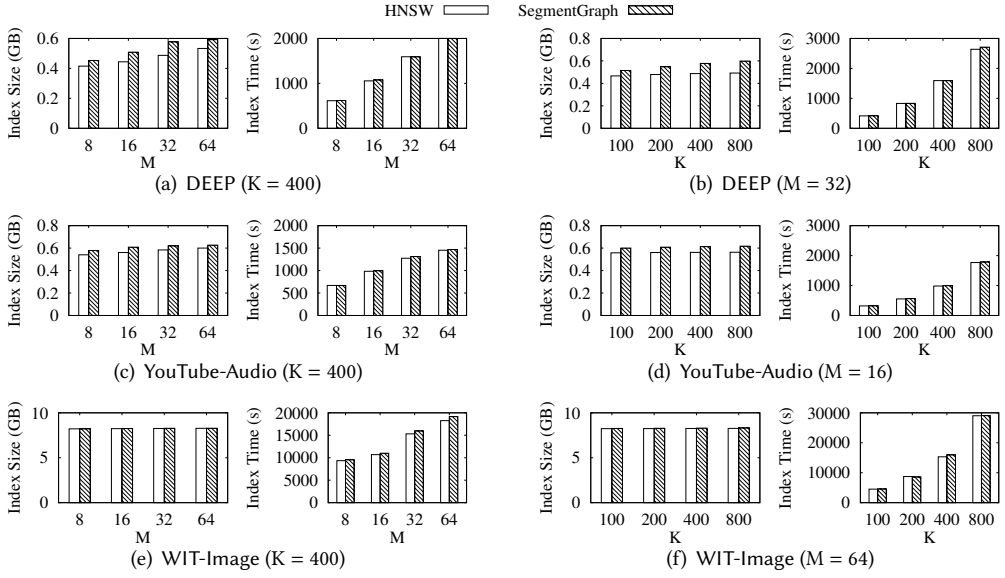 HNSW SegmentGraph
Index Size (GB)
0.6
0.4
0.2
0
8 16 32 64
M
Index Time (s)
2000
1000
0
8 16 32 64
M
(a) DEEP (K = 400)
Index Size (GB)
0.8
0.6
0.4
0.2
0
100 200 400 800
K
Index Time (s)
3000
2000
1000
0
100 200 400 800
K
(b) DEEP (M = 32)
Index Size (GB)
0.8
0.6
0.4
0.2
0
8 16 32 64
M
Index Time (s)
2000
1500
1000
500
0
8 16 32 64
M
(c) YouTube-Audio (K = 400)
Index Size (GB)
0.8
0.6
0.4
0.2
0
100 200 400 800
K
Index Time (s)
3000
2000
1000
0
100 200 400 800
K
(d) YouTube-Audio (M = 16)
Index Size (GB)
10
5
0
8 16 32 64
M
Index Time (s)
20000
15000
10000
5000
0
8 16 32 64
M
(e) WIT-Image (K = 400)
Index Size (GB)
10
5
0
100 200 400 800
K
Index Time (s)
30000
20000
10000
0
100 200 400 800
K
(f) WIT-Image (M = 64)